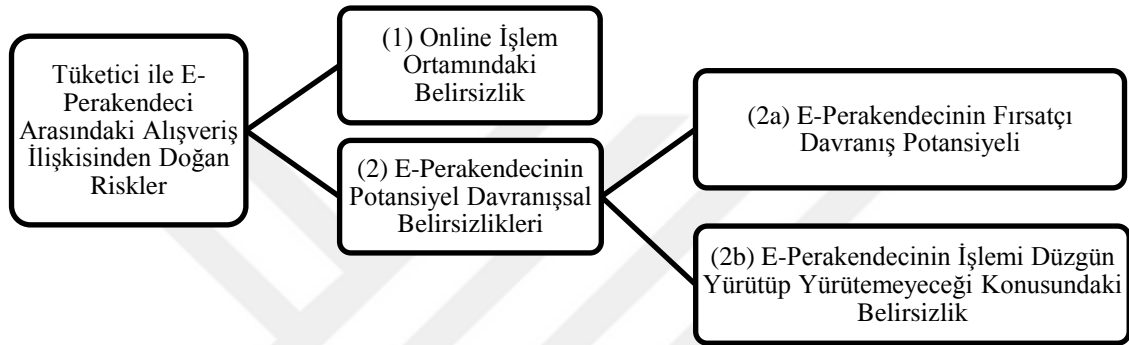 Tüketici ile E-
Perakendeci
Arasındaki Alışveriş
İlişkisinden Doğan
Riskler
(1) Online İşlem
Ortamındaki
Belirsizlik
(2) E-Perakendecinin
Potansiyel Davranışsal
Belirsizlikleri
(2a) E-Perakendecinin Fırsatçı
Davranış Potansiyeli
(2b) E-Perakendecinin İşlemi Düzgün
Yürütüp Yürütemeyeceği Konusundaki
Belirsizlik